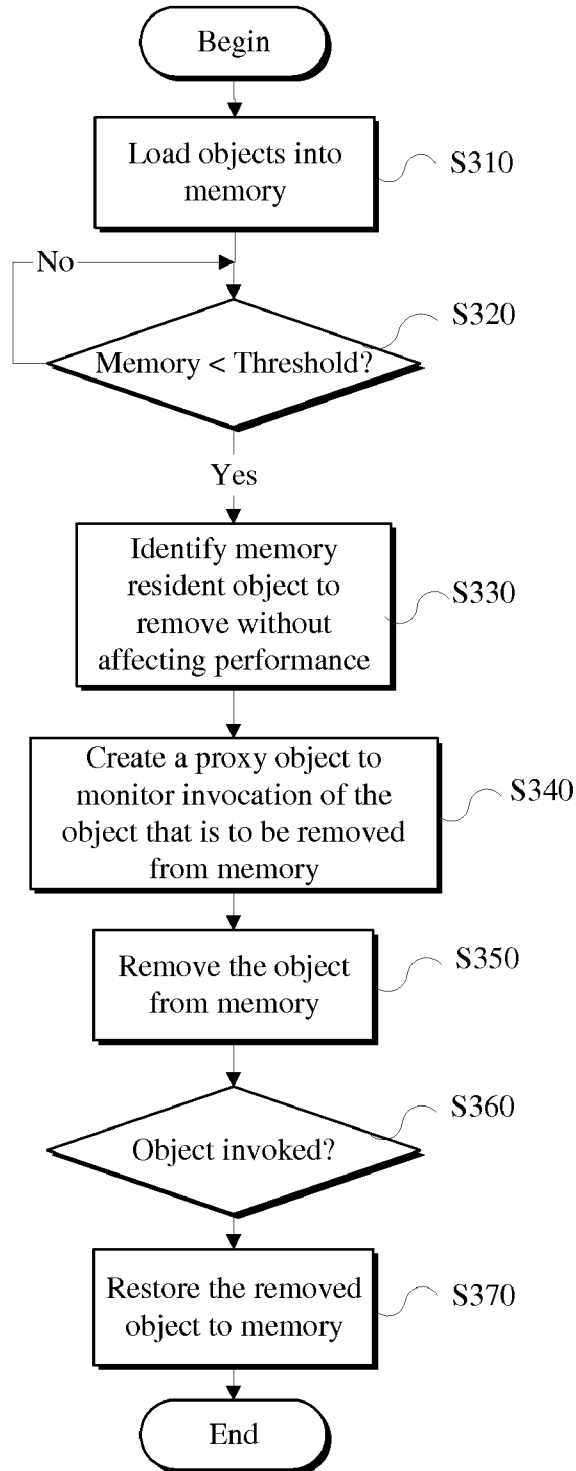 Begin
Load objects into
memory
S310
No
S320
Memory < Threshold?
Yes
Identify memory
resident object to
remove without
affecting performance
S330
Create a proxy object to
monitor invocation of the
object that is to be removed
from memory
S340
Remove the object
from memory
S350
S360
Object invoked?
Restore the removed
object to memory
S370
End